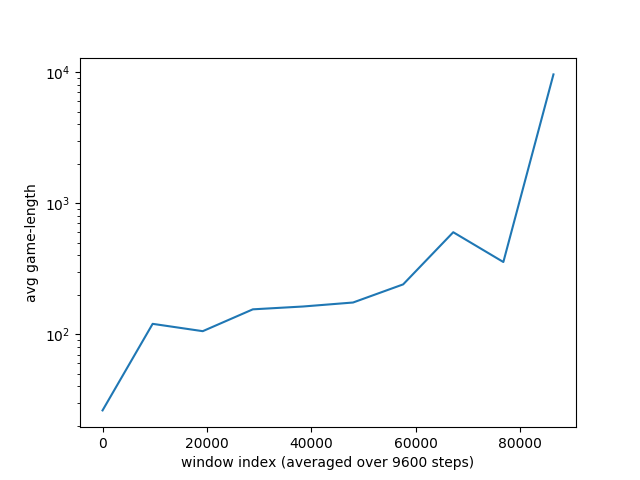 10⁴
10³
10²
avg game-length
0 20000 40000 60000 80000
window index (averaged over 9600 steps)